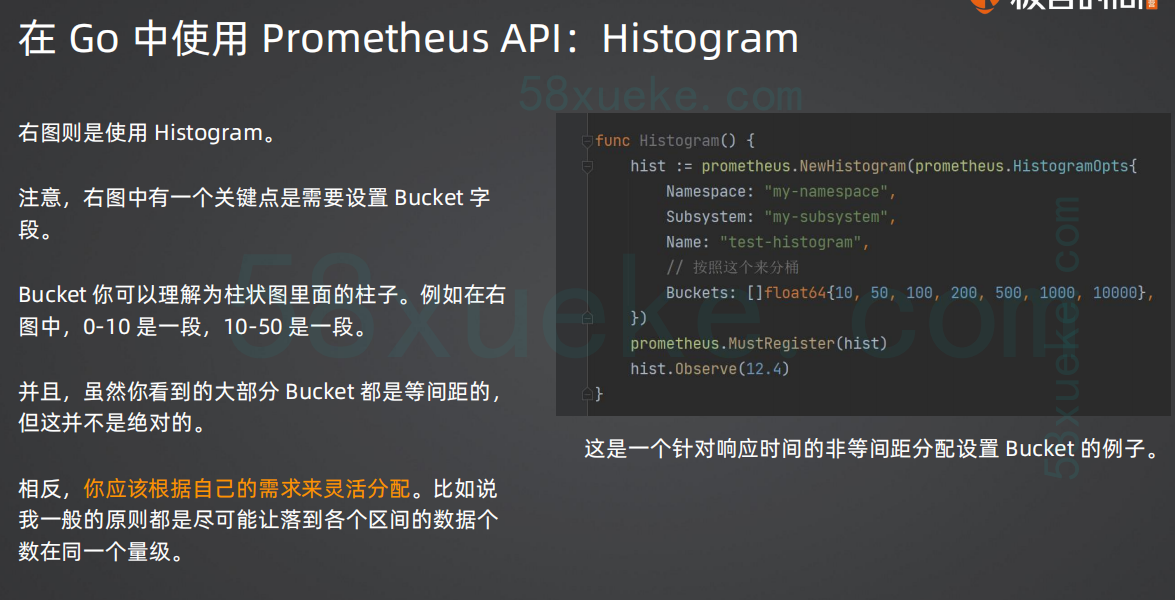 在 Go 中使用 Prometheus API：Histogram
58xueke.com
右图则是使用 Histogram。
注意，右图中有一个关键点是需要设置 Bucket 字
段。
Bucket 你可以理解为柱状图里面的柱子。例如在右
图中，0-10 是一段，10-50 是一段。
并且，虽然你看到的大部分 Bucket 都是等间距的，
但这并不是绝对的。
相反，你应该根据自己的需求来灵活分配。比如说
我一般的原则都是尽可能让落到各个区间的数据个
数在同一个量级。
func Histogram() {
hist := prometheus.NewHistogram(prometheus.HistogramOpts{
Namespace: "my-namespace",
Subsystem: "my-subsystem",
Name: "test-histogram",
// 按照这个来分桶
Buckets: []float64{10, 50, 100, 200, 500, 1000, 10000},
})
prometheus.MustRegister(hist)
hist.Observe(12.4)
}
这是一个针对响应时间的非等间距分配设置 Bucket 的例子。
58xueke.com
58xueke.com